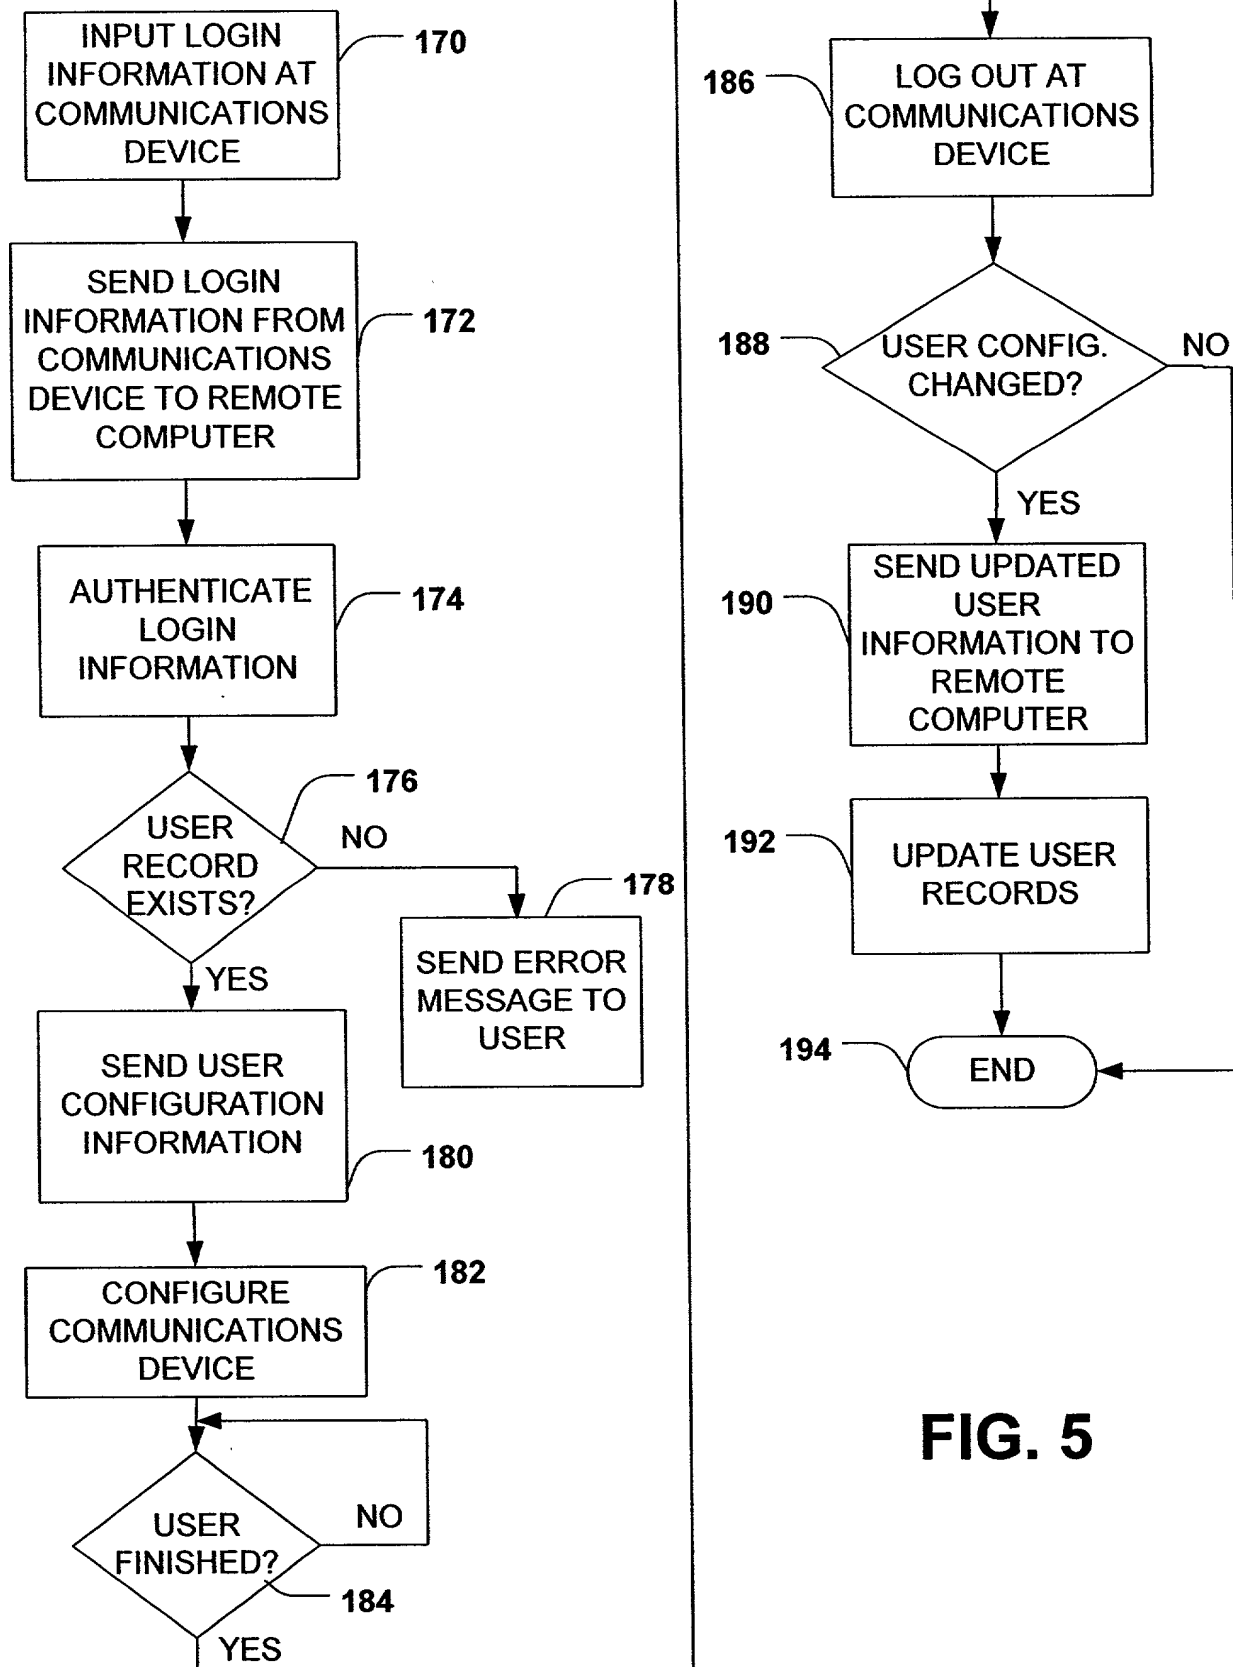 INPUT LOGIN
INFORMATION AT
COMMUNICATIONS
DEVICE
170
SEND LOGIN
INFORMATION FROM
COMMUNICATIONS
DEVICE TO REMOTE
COMPUTER
172
AUTHENTICATE
LOGIN
INFORMATION
174
USER
RECORD
EXISTS?
176
NO
178
SEND ERROR
MESSAGE TO
USER
YES
SEND USER
CONFIGURATION
INFORMATION
180
CONFIGURE
COMMUNICATIONS
DEVICE
182
USER
FINISHED?
NO
184
YES
186
LOG OUT AT
COMMUNICATIONS
DEVICE
188
USER CONFIG.
CHANGED?
NO
YES
190
SEND UPDATED
USER
INFORMATION TO
REMOTE
COMPUTER
192
UPDATE USER
RECORDS
194
END
FIG. 5